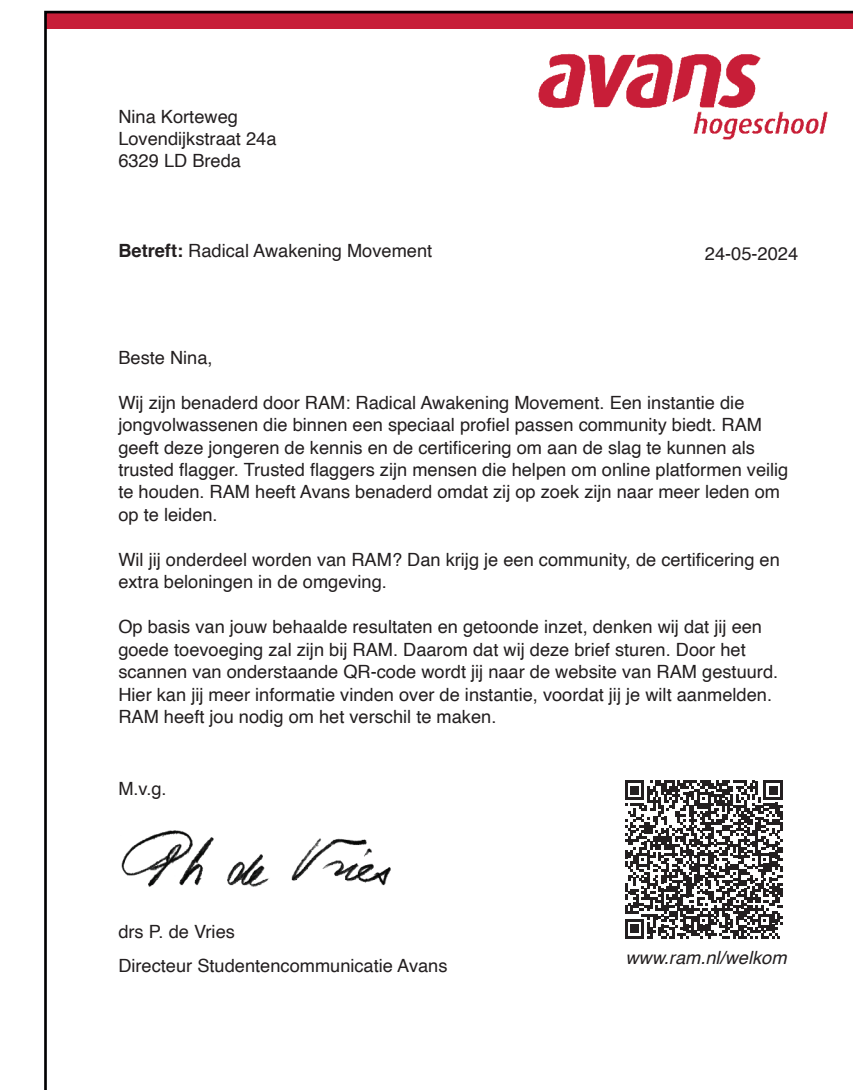 avans
hogeschool
Nina Korteweg
Lovendijkstraat 24a
6329 LD Breda
Betreft: Radical Awakening Movement
24-05-2024
Beste Nina,
Wij zijn benaderd door RAM: Radical Awakening Movement. Een instantie die
jongvolwassenen die binnen een speciaal profiel passen community biedt. RAM
geeft deze jongeren de kennis en de certificering om aan de slag te kunnen als
trusted flagger. Trusted flaggers zijn mensen die helpen om online platformen veilig
te houden. RAM heeft Avans benaderd omdat zij op zoek zijn naar meer leden om
op te leiden.
Wil jij onderdeel worden van RAM? Dan krijg je een community, de certificering en
extra beloningen in de omgeving.
Op basis van jouw behaalde resultaten en getoonde inzet, denken wij dat jij een
goede toevoeging zal zijn bij RAM. Daarom dat wij deze brief sturen. Door het
scannen van onderstaande QR-code wordt jij naar de website van RAM gestuurd.
Hier kan jij meer informatie vinden over de instantie, voordat jij je wilt aanmelden.
RAM heeft jou nodig om het verschil te maken.
M.v.g.
Ph de Vries
drs P. de Vries
Directeur Studentencommunicatie Avans
www.ram.nl/welkom